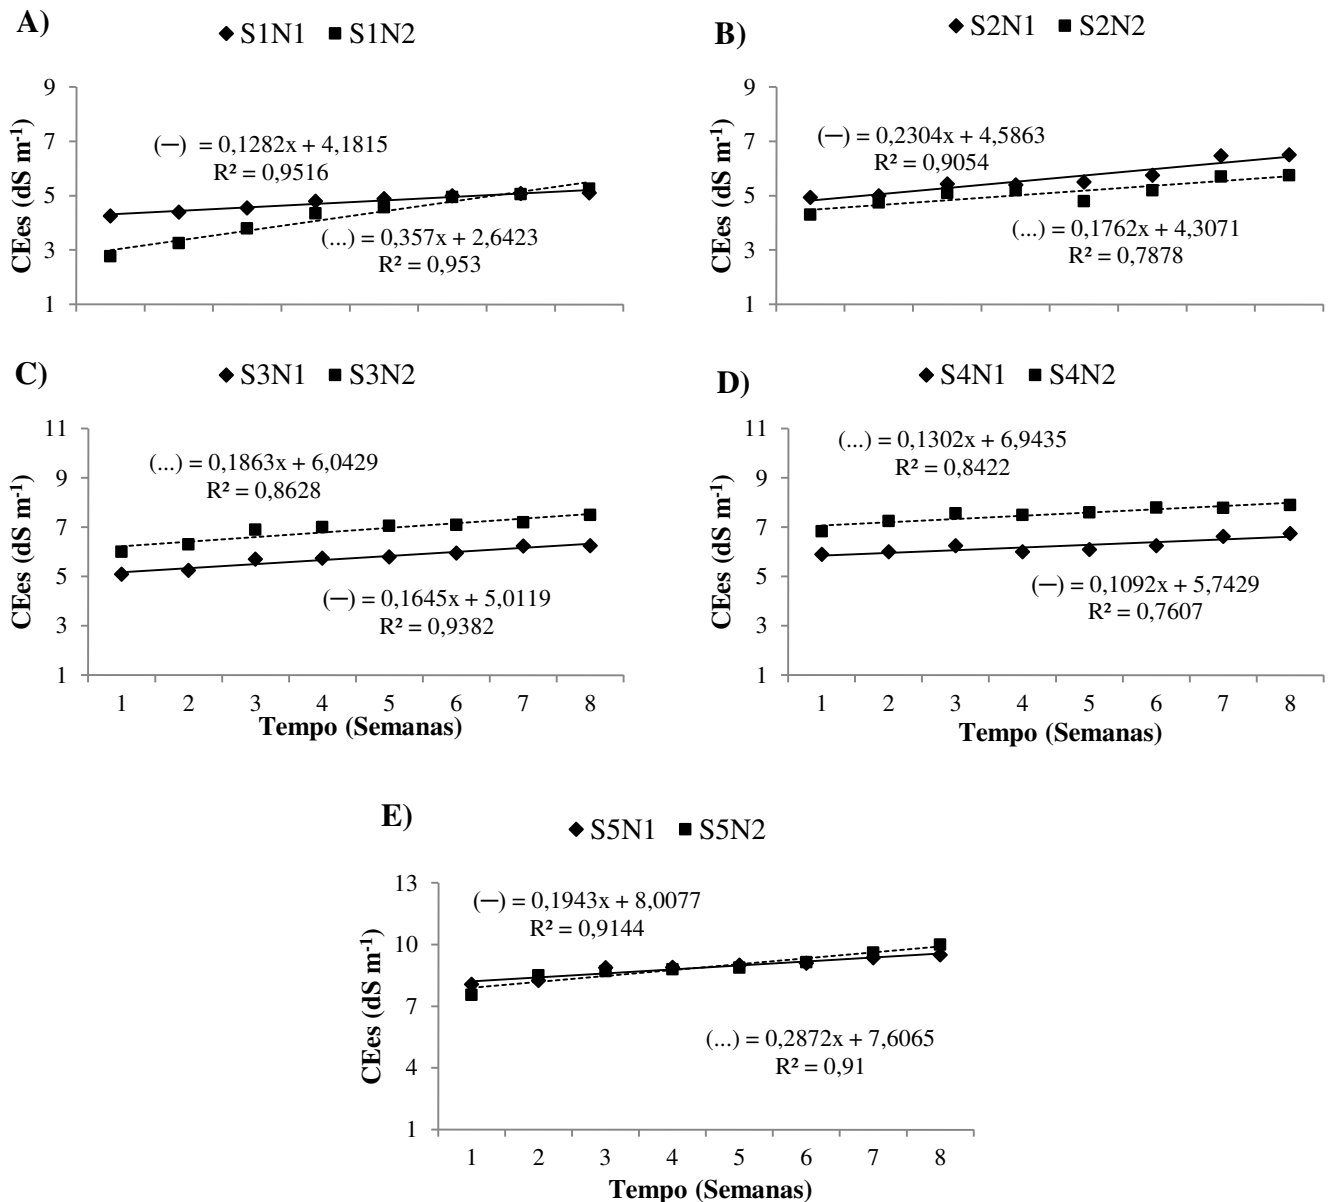 A)
S1N1 S1N2
9
7
5
3
1
CEes (dS m-1)
(─) = 0,1282x + 4,1815
R² = 0,9516
(...) = 0,357x + 2,6423
R² = 0,953
B)
S2N1 S2N2
9
7
5
3
1
CEes (dS m-1)
(─) = 0,2304x + 4,5863
R² = 0,9054
(...) = 0,1762x + 4,3071
R² = 0,7878
C)
S3N1 S3N2
11
9
7
5
3
1
CEes (dS m-1)
(...) = 0,1863x + 6,0429
R² = 0,8628
(─) = 0,1645x + 5,0119
R² = 0,9382
1 2 3 4 5 6 7 8
Tempo (Semanas)
D)
S4N1 S4N2
11
9
7
5
3
1
CEes (dS m-1)
(...) = 0,1302x + 6,9435
R² = 0,8422
(─) = 0,1092x + 5,7429
R² = 0,7607
1 2 3 4 5 6 7 8
Tempo (Semanas)
E)
S5N1 S5N2
13
10
7
4
1
CEes (dS m-1)
(─) = 0,1943x + 8,0077
R² = 0,9144
(...) = 0,2872x + 7,6065
R² = 0,91
1 2 3 4 5 6 7 8
Tempo (Semanas)